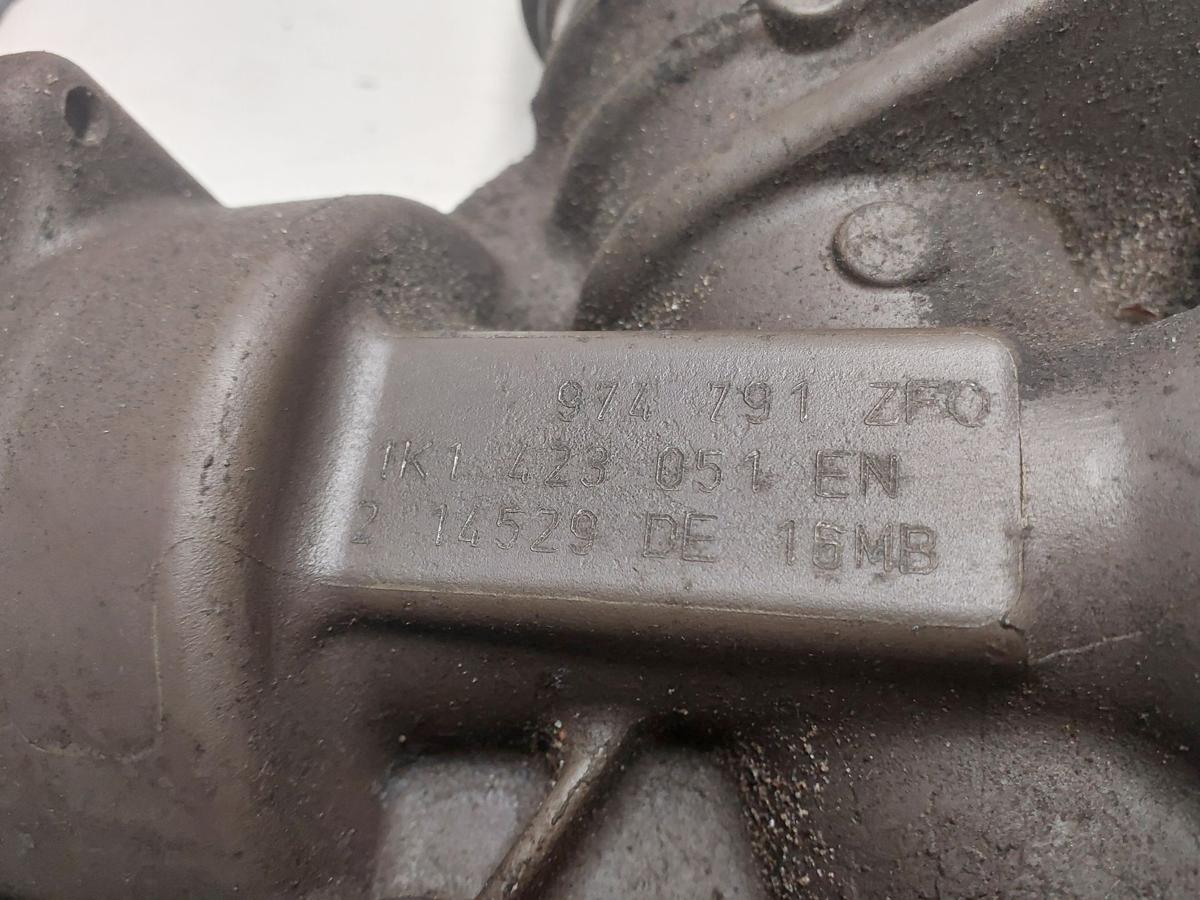 974 791 ZFO
1K1 423 051 EN
2 14529 DE 16MB